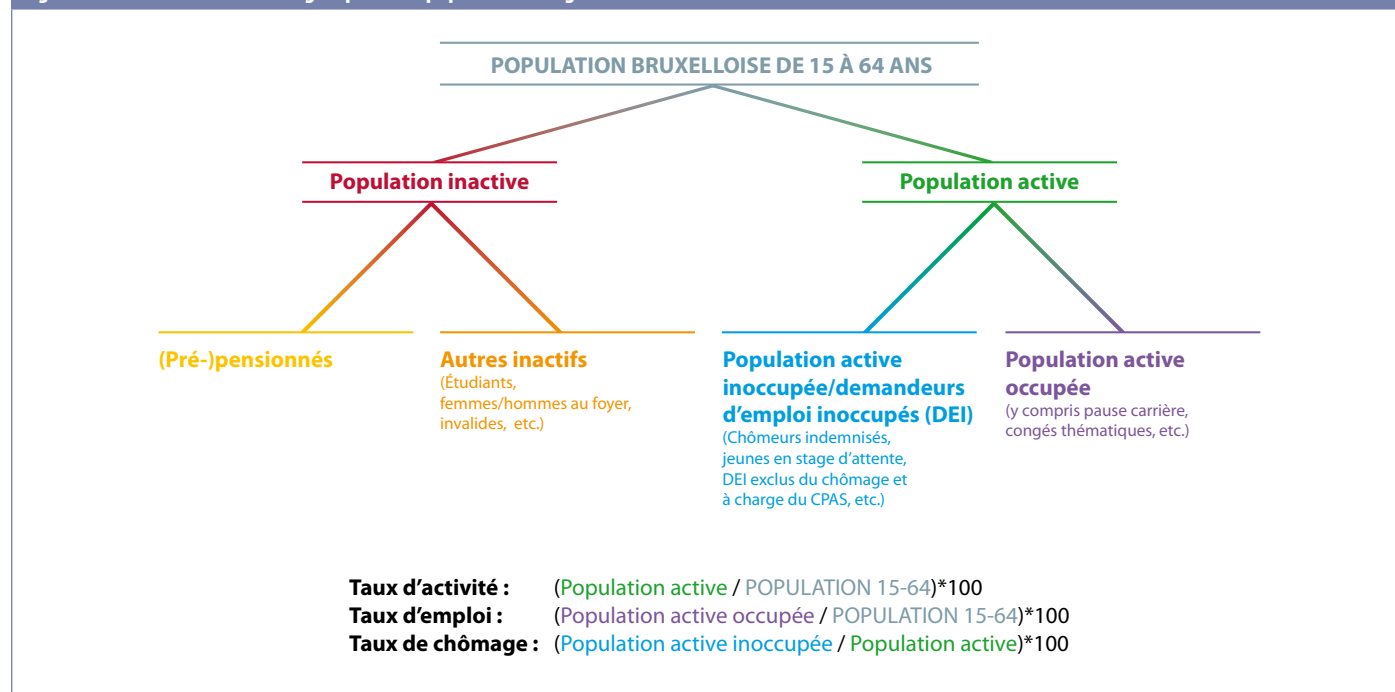 POPULATION BRUXELLOISE DE 15 À 64 ANS
Population inactive
Population active
(Pré-)pensionnés
Autres inactifs
(Étudiants,
femmes/hommes au foyer,
invalides, etc.)
Population active
inoccupée/demandeurs
d’emploi inoccupés (DEI)
(Chômeurs indemnisés,
jeunes en stage d’attente,
DEI exclus du chômage et
à charge du CPAS, etc.)
Population active
occupée
(y compris pause carrière,
congés thématiques, etc.)
Taux d’activité : (Population active / POPULATION 15-64)*100
Taux d’emploi : (Population active occupée / POPULATION 15-64)*100
Taux de chômage : (Population active inoccupée / Population active)*100